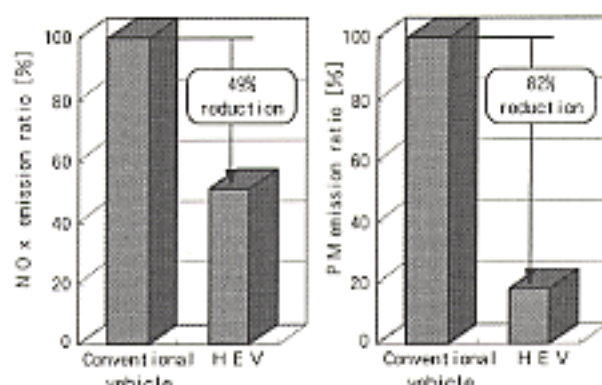 NOx emission ratio [%]
100
80
60
40
20
0
49%
reduction
Conventional
vehicle
HEV
PM emission ratio [%]
100
80
60
40
20
0
82%
reduction
Conventional
vehicle
HEV